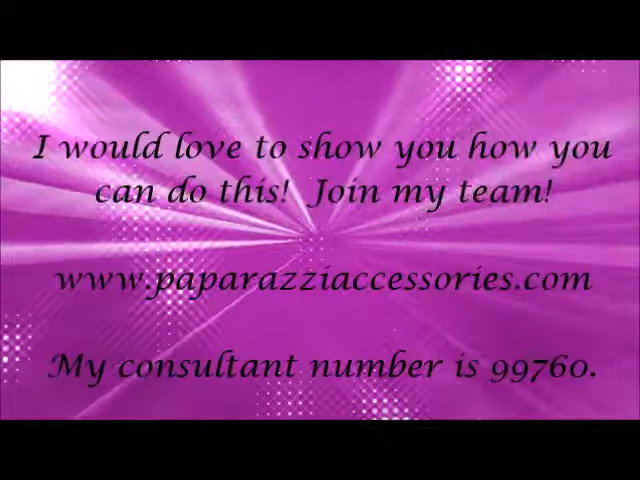 I would love to show you how you
can do this! Join my team!
www.paparazziaccessories.com
My consultant number is 99760.